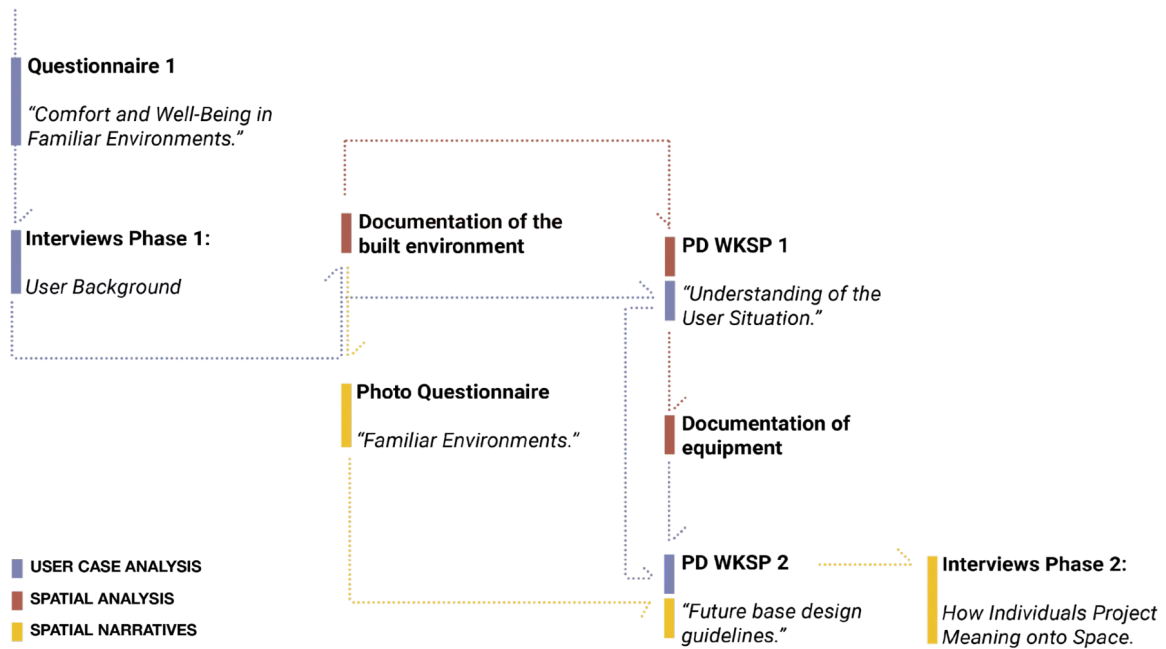 Questionnaire 1
“Comfort and Well-Being in
Familiar Environments.”
Interviews Phase 1:
User Background
Documentation of the
built environment
Photo Questionnaire
“Familiar Environments.”
PD WKSP 1
“Understanding of the
User Situation.”
Documentation of
equipment
PD WKSP 2
“Future base design
guidelines.”
Interviews Phase 2:
How Individuals Project
Meaning onto Space.
USER CASE ANALYSIS
SPATIAL ANALYSIS
SPATIAL NARRATIVES